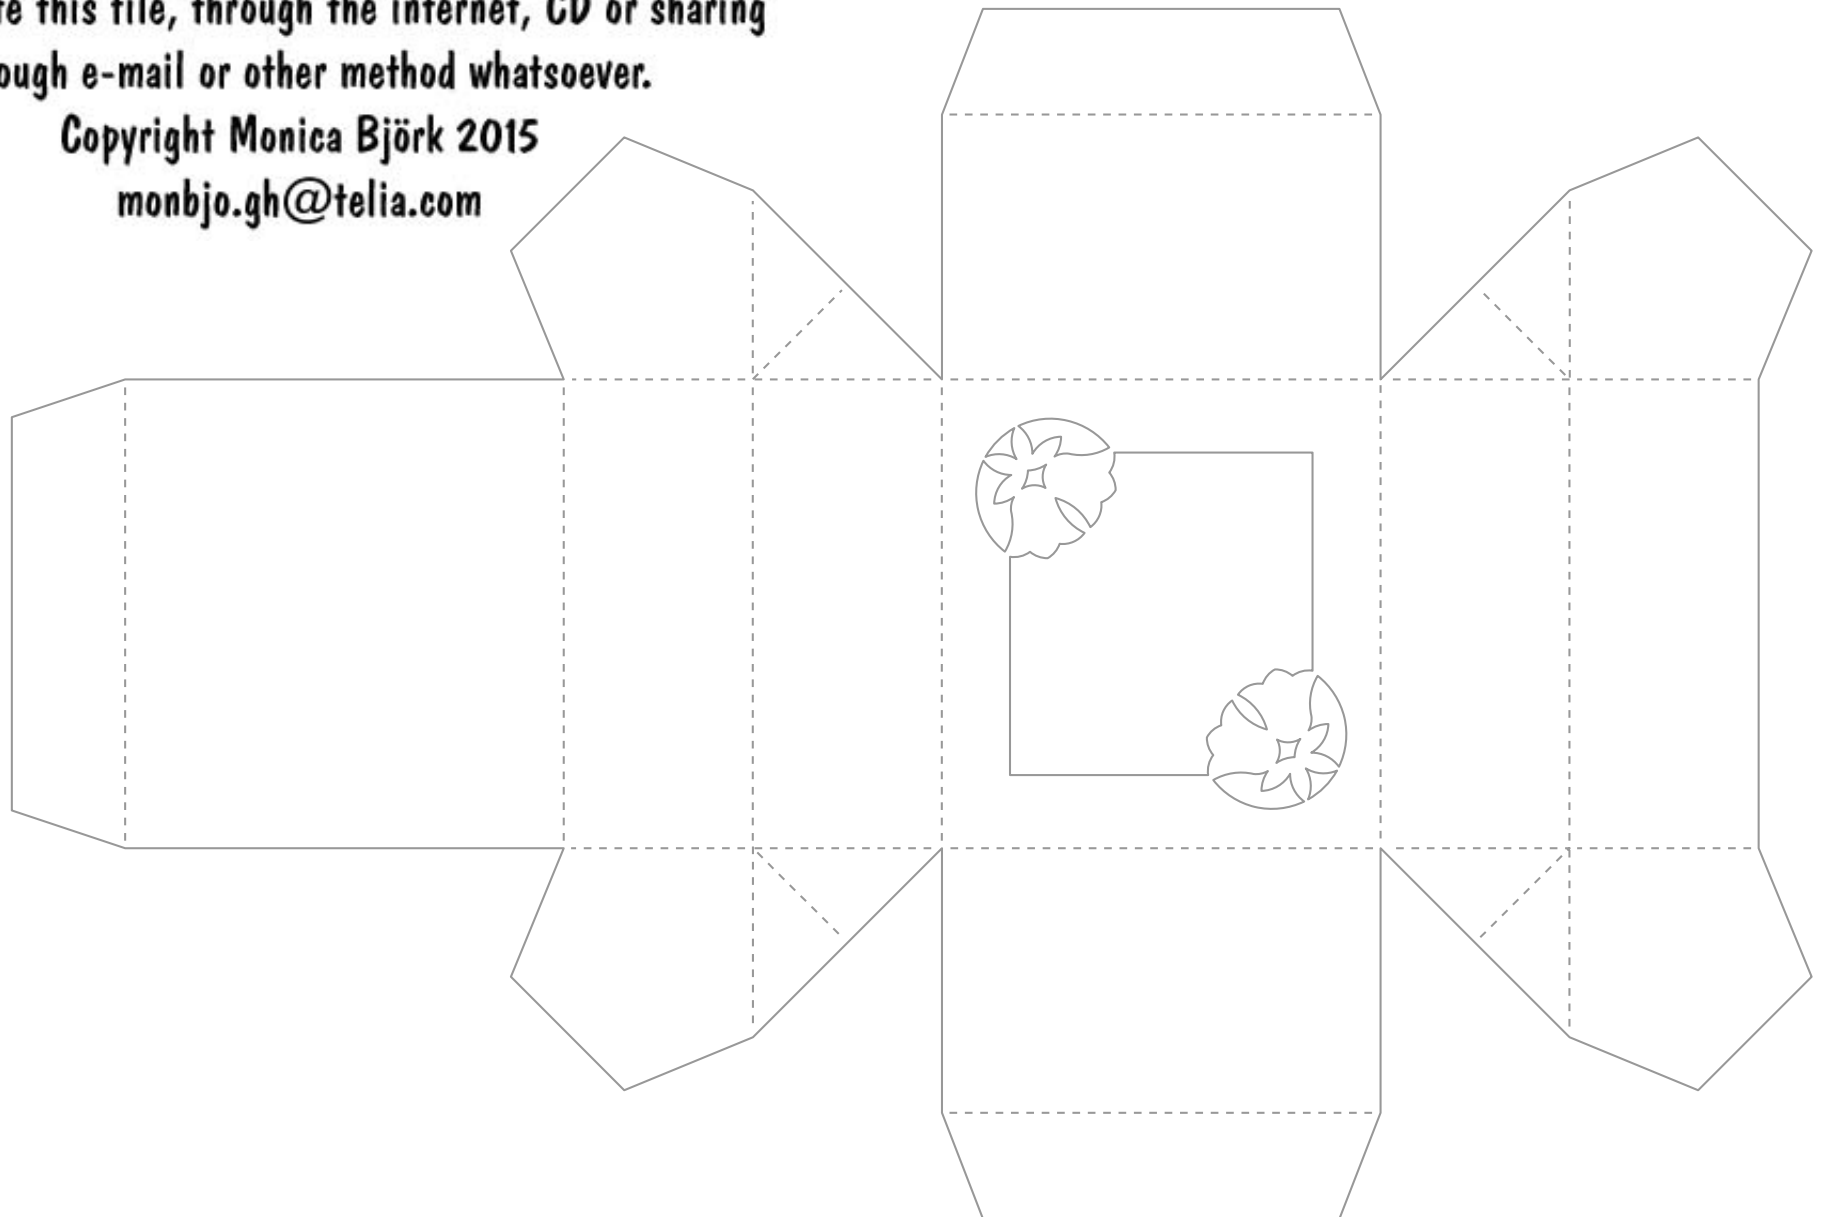 this file, through the internet, CD or sharing
e-mail or other method whatsoever.
Copyright Monica Björk 2015
monbjo.gh@telia.com